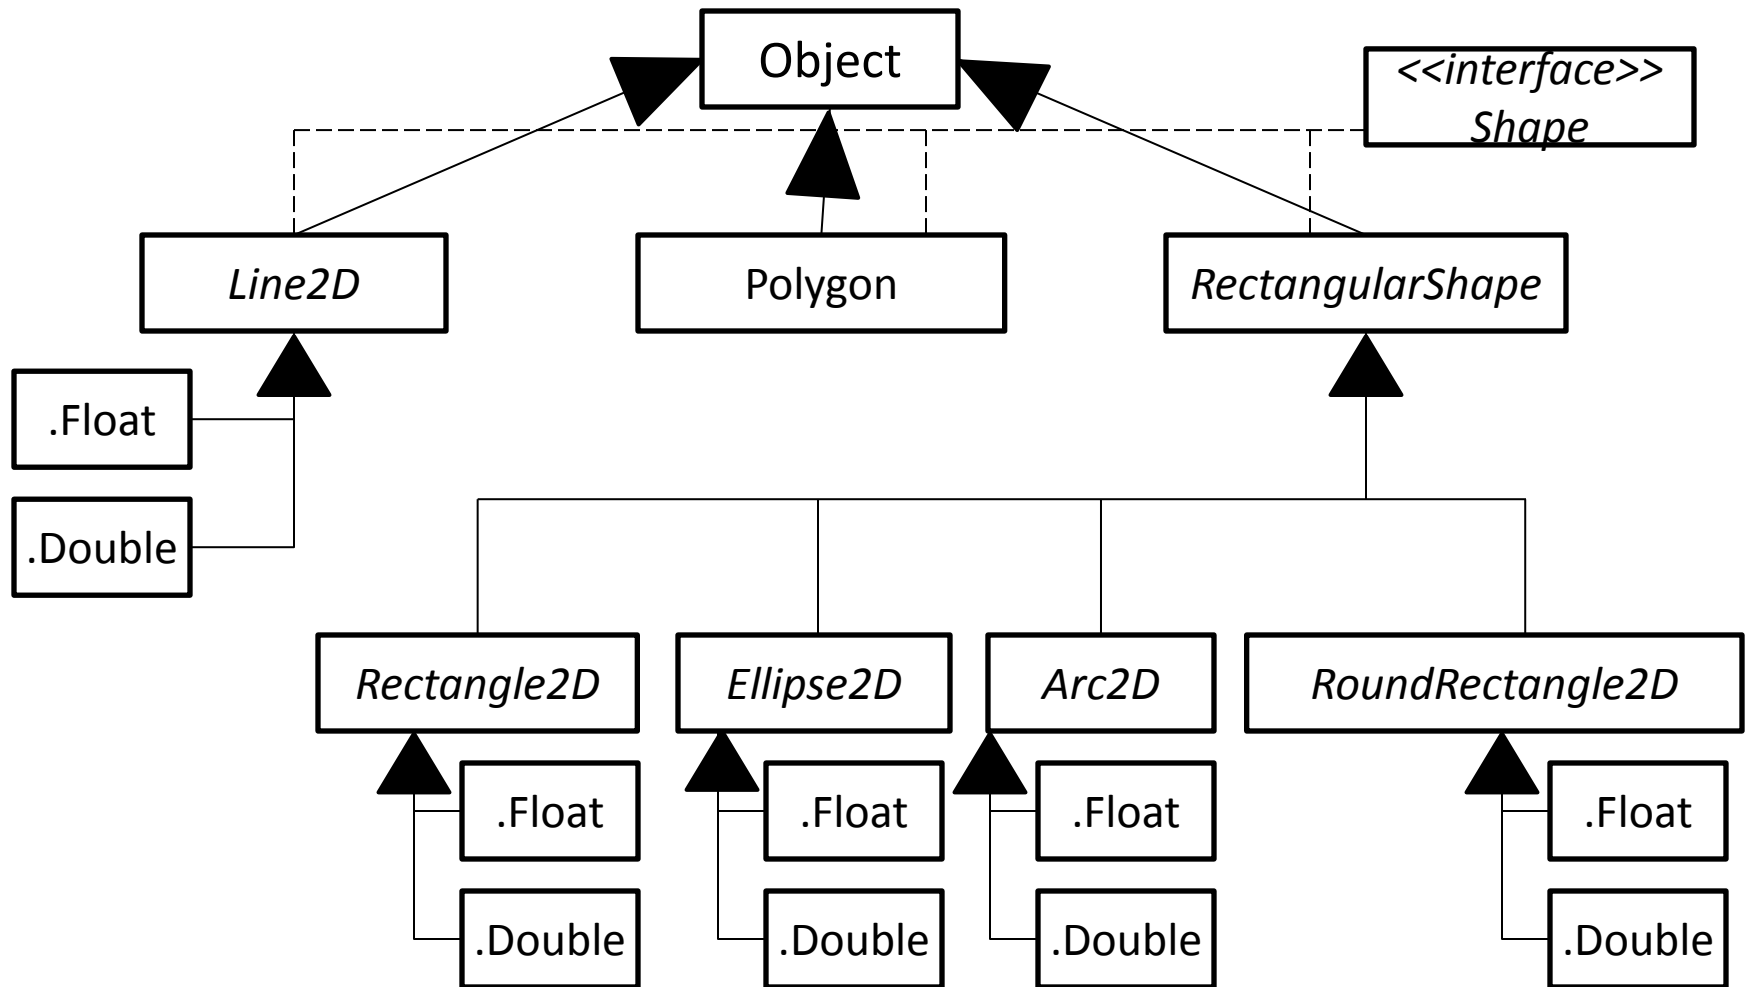 Object
<<interface>>
Shape
Line2D
Polygon
RectangularShape
.Float
.Double
Rectangle2D
Ellipse2D
Arc2D
RoundRectangle2D
.Float
.Float
.Float
.Float
.Double
.Double
.Double
.Double